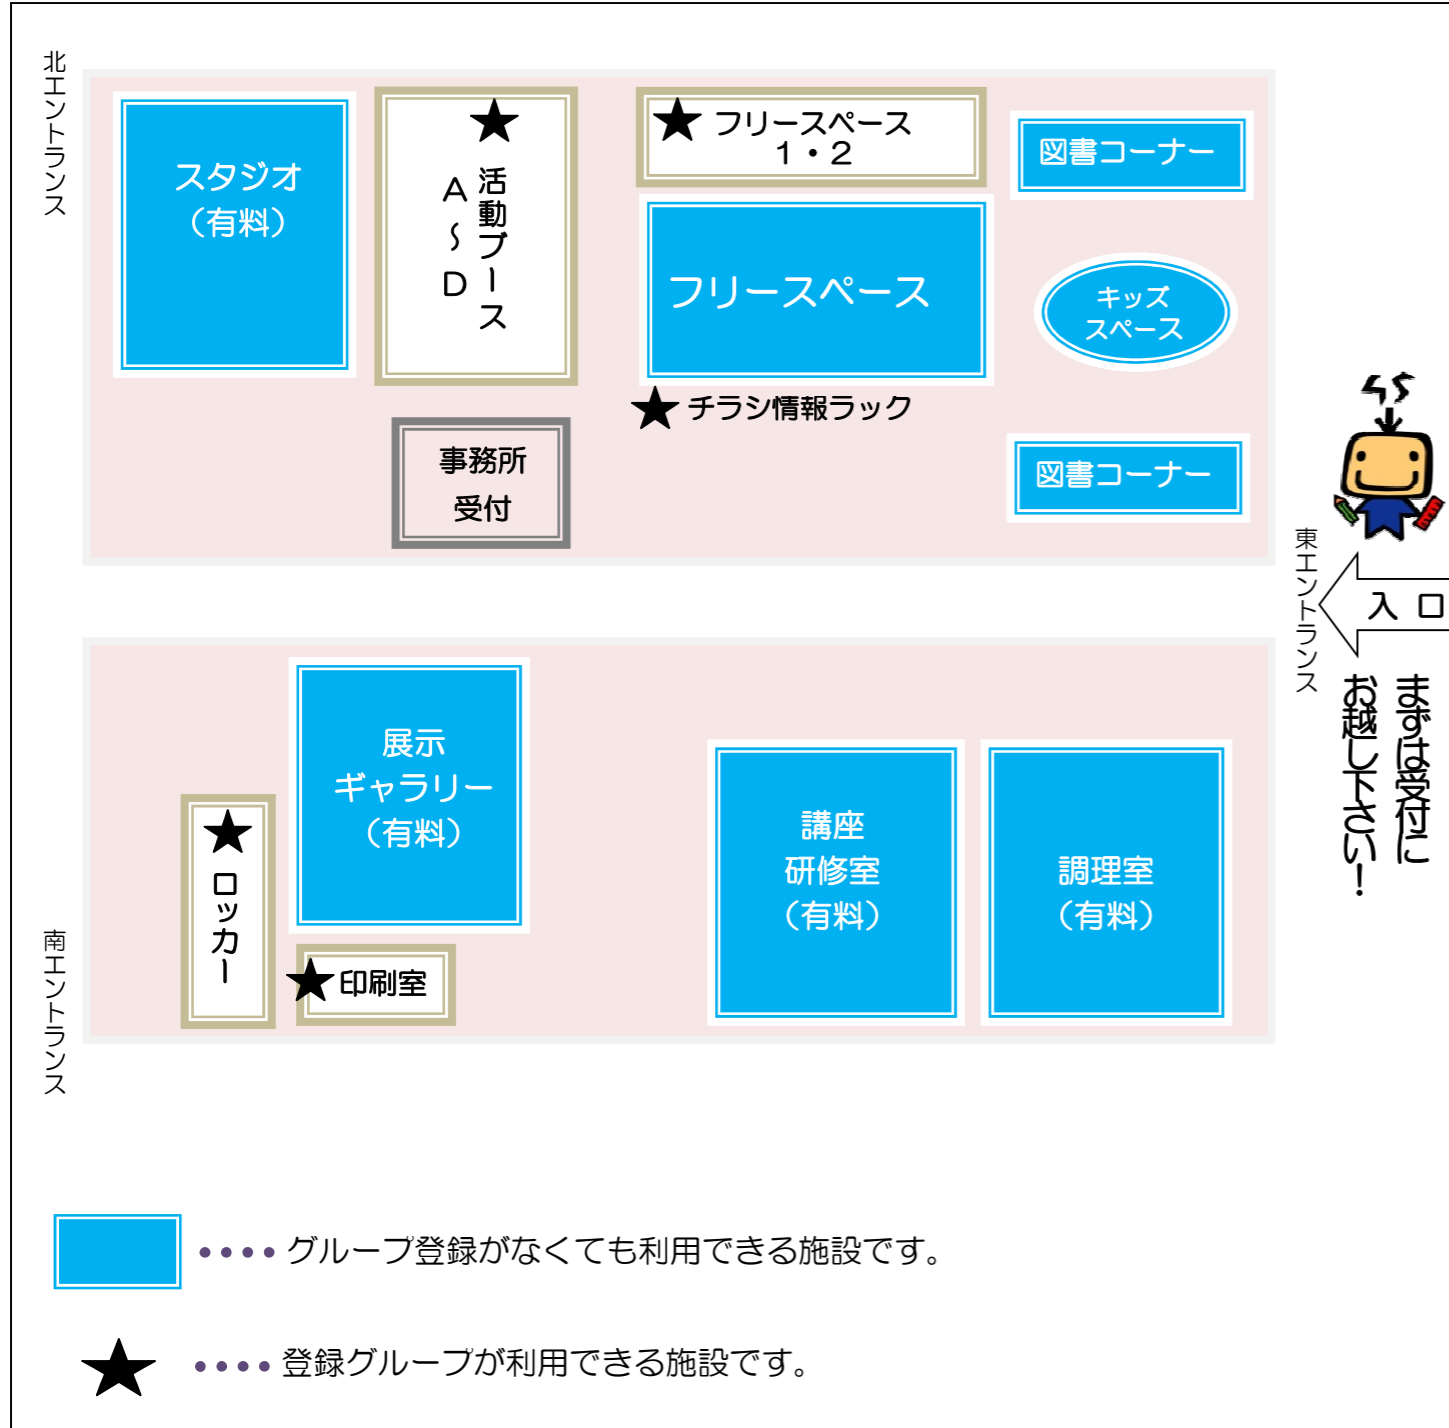 北エントランス
スタジオ
（有料）
★
活動ブース
A～D
★ フリースペース
１・２
図書コーナー
フリースペース
キッズ
スペース
★ チラシ情報ラック
事務所
受付
図書コーナー
東エントランス
入 口
まずは受付に
お越し下さい！
展示
ギャラリー
（有料）
★
ロッカー
★印刷室
講座
研修室
（有料）
調理室
（有料）
南エントランス
････グループ登録がなくても利用できる施設です。
★ ････登録グループが利用できる施設です。